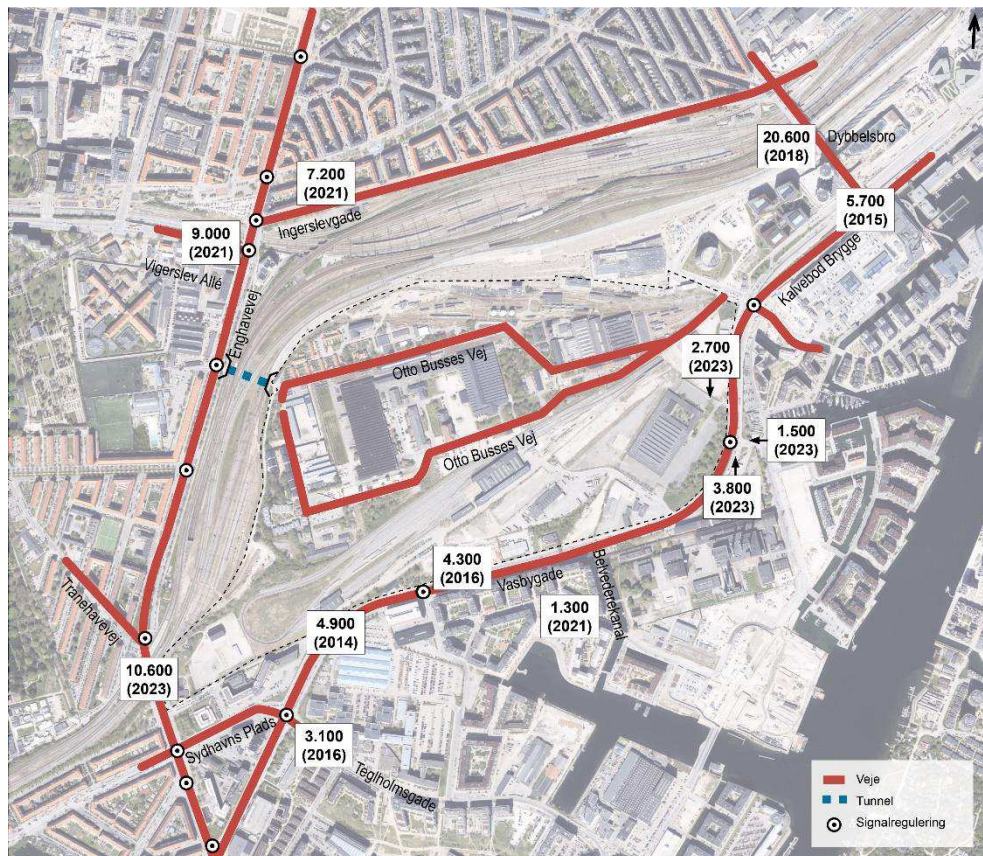 20.600
(2018)
Dybbelsbro
7.200
(2021)
5.700
(2015)
Ingerslevgade
9.000
(2021)
Vigerslev Allé
Kalvebod Brygge
Enghavevej
2.700
(2023)
Otto Busses Vej
1.500
(2023)
Otto Busses Vej
3.800
(2023)
4.300
(2016)
Vasbygade
Belvederekanal
1.300
(2021)
Tranehavevej
4.900
(2014)
10.600
(2023)
Sydhavns Plads
3.100
(2016)
Teglholmsgade
Veje
Tunnel
Signalregulering